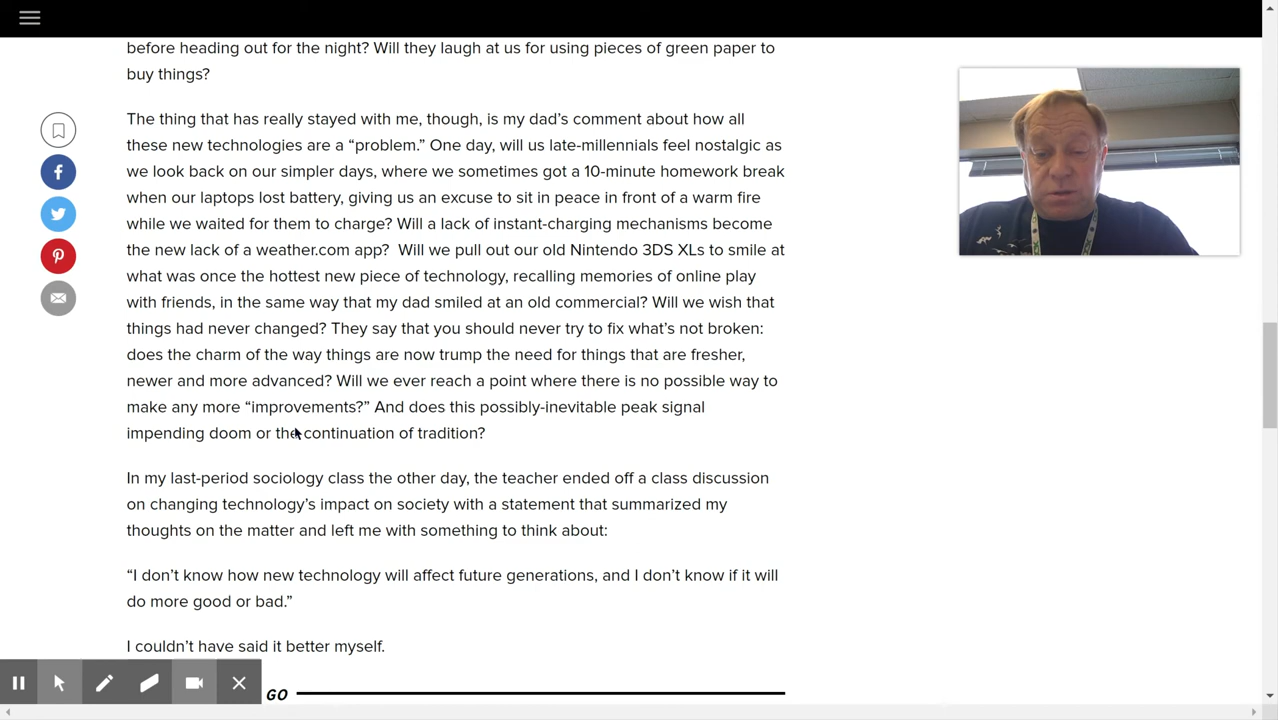 before heading out for the night? Will they laugh at us for using pieces of green paper to
buy things?
The thing that has really stayed with me, though, is my dad’s comment about how all
these new technologies are a “problem.” One day, will us late-millennials feel nostalgic as
we look back on our simpler days, where we sometimes got a 10-minute homework break
when our laptops lost battery, giving us an excuse to sit in peace in front of a warm fire
while we waited for them to charge? Will a lack of instant-charging mechanisms become
the new lack of a weather.com app?  Will we pull out our old Nintendo 3DS XLs to smile at
what was once the hottest new piece of technology, recalling memories of online play
with friends, in the same way that my dad smiled at an old commercial? Will we wish that
things had never changed? They say that you should never try to fix what’s not broken:
does the charm of the way things are now trump the need for things that are fresher,
newer and more advanced? Will we ever reach a point where there is no possible way to
make any more “improvements?” And does this possibly-inevitable peak signal
impending doom or the continuation of tradition?
In my last-period sociology class the other day, the teacher ended off a class discussion
on changing technology’s impact on society with a statement that summarized my
thoughts on the matter and left me with something to think about:
“I don’t know how new technology will affect future generations, and I don’t know if it will
do more good or bad.”
I couldn’t have said it better myself.
GO